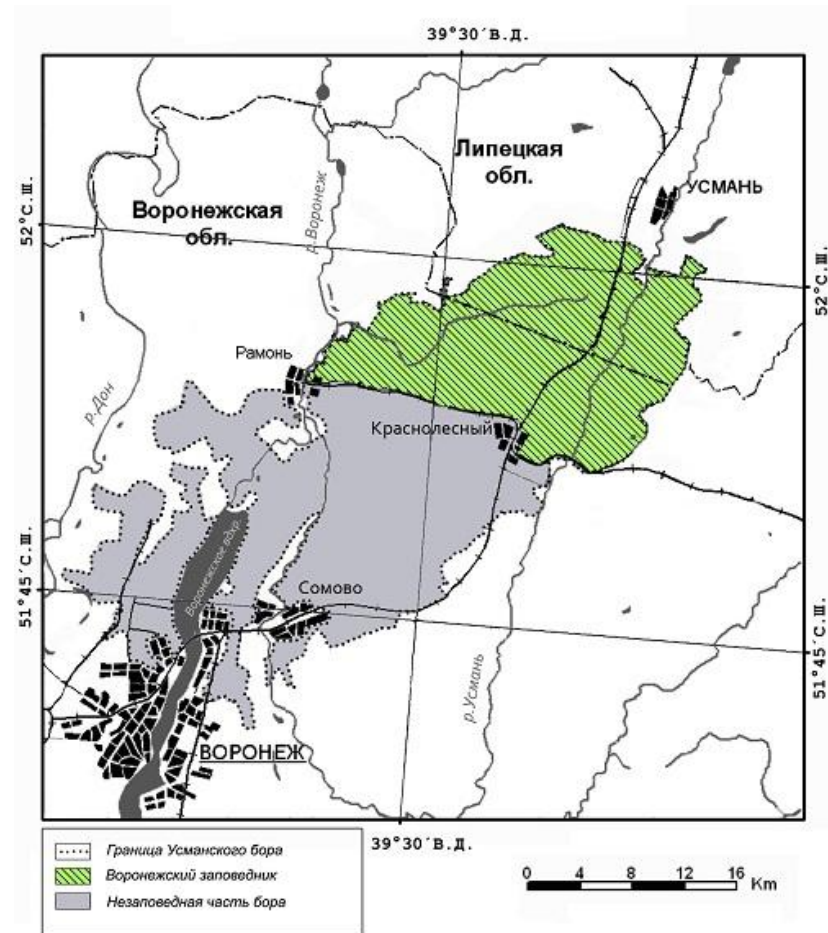 39°30´В.Д.
Липецкая
обл.
УСМАНЬ
52°С.Ш.
Воронежская
обл.
р.Воронеж
52°С.Ш.
Рамонь
р.Дон
Краснолесный
51°45´С.Ш.
Воронежское вдхр.
Сомово
51°45´С.Ш.
р.Усмань
ВОРОНЕЖ
39°30´В.Д.
Граница Усманского бора
Воронежский заповедник
Незаповедная часть бора
0 4 8 12 16 Km